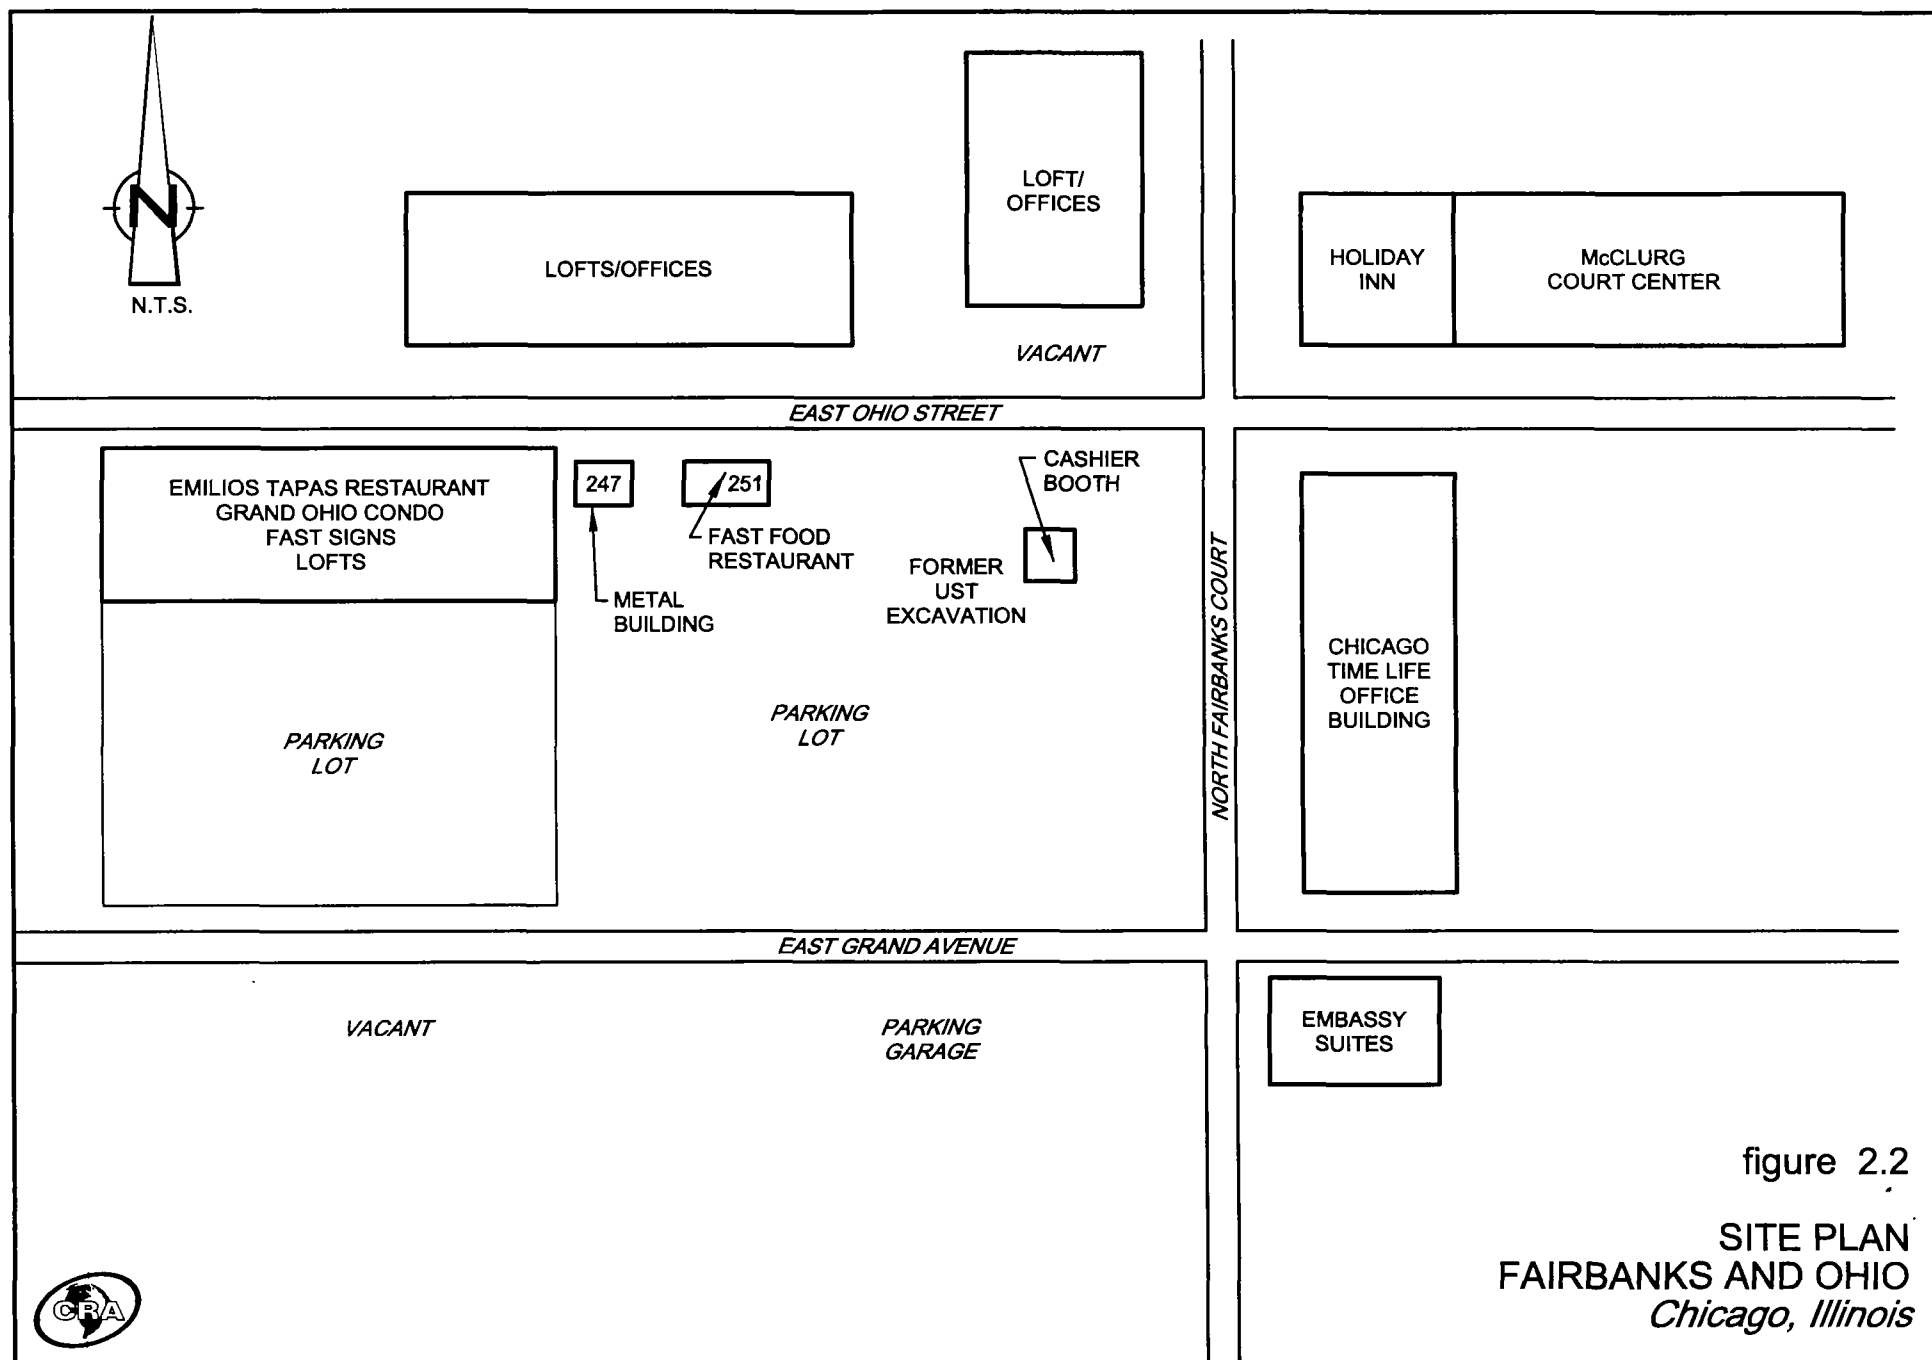 N
N.T.S.
LOFTS/OFFICES
LOFT/
OFFICES
VACANT
HOLIDAY
INN
McCLURG
COURT CENTER
EAST OHIO STREET
EMILIOS TAPAS RESTAURANT
GRAND OHIO CONDO
FAST SIGNS
LOFTS
247
METAL
BUILDING
251
FAST FOOD
RESTAURANT
CASHIER
BOOTH
FORMER
UST
EXCAVATION
NORTH FAIRBANKS COURT
CHICAGO
TIME LIFE
OFFICE
BUILDING
PARKING
LOT
PARKING
LOT
EAST GRAND AVENUE
VACANT
PARKING
GARAGE
EMBASSY
SUITES
figure 2.2
SITE PLAN
FAIRBANKS AND OHIO
Chicago, Illinois
CRA